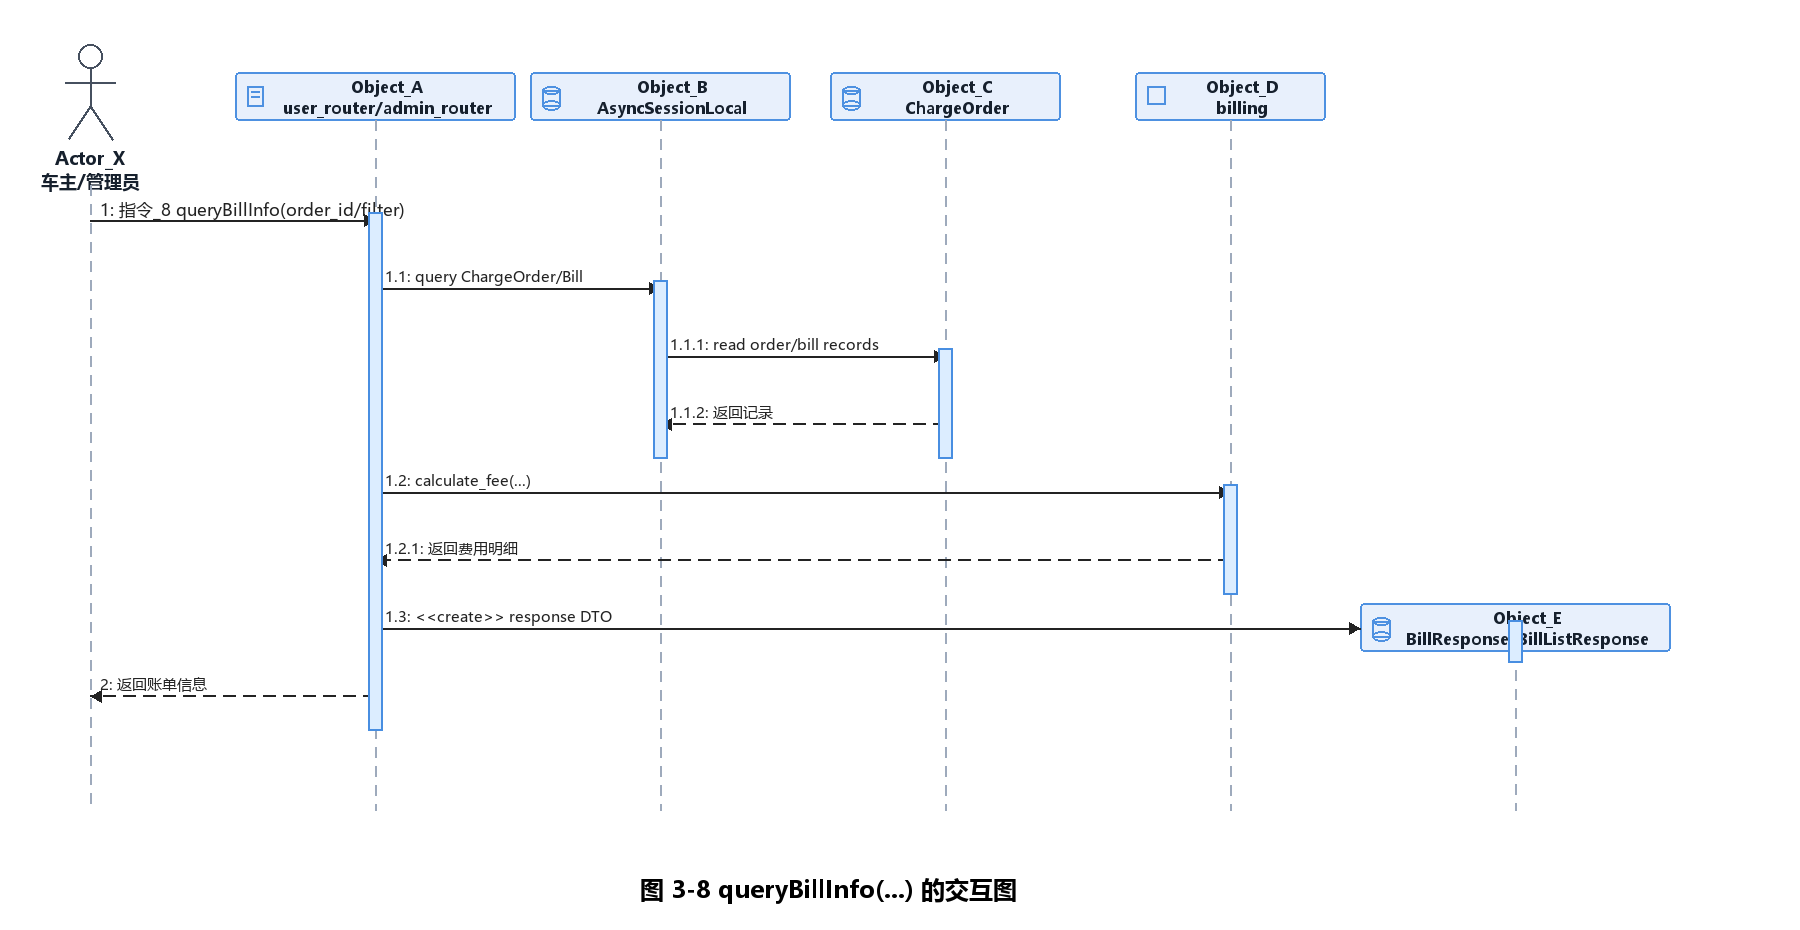 Actor_X
车主/管理员
Object_A
user_router/admin_router
Object_B
AsyncSessionLocal
Object_C
ChargeOrder
Object_D
billing
1: 指令_8 queryBillInfo(order_id/filter)
1.1: query ChargeOrder/Bill
1.1.1: read order/bill records
1.1.2: 返回记录
1.2: calculate_fee(...)
1.2.1: 返回费用明细
1.3: <<create>> response DTO
Object_E
BillResponse BillListResponse
2: 返回账单信息
图 3-8 queryBillInfo(...) 的交互图